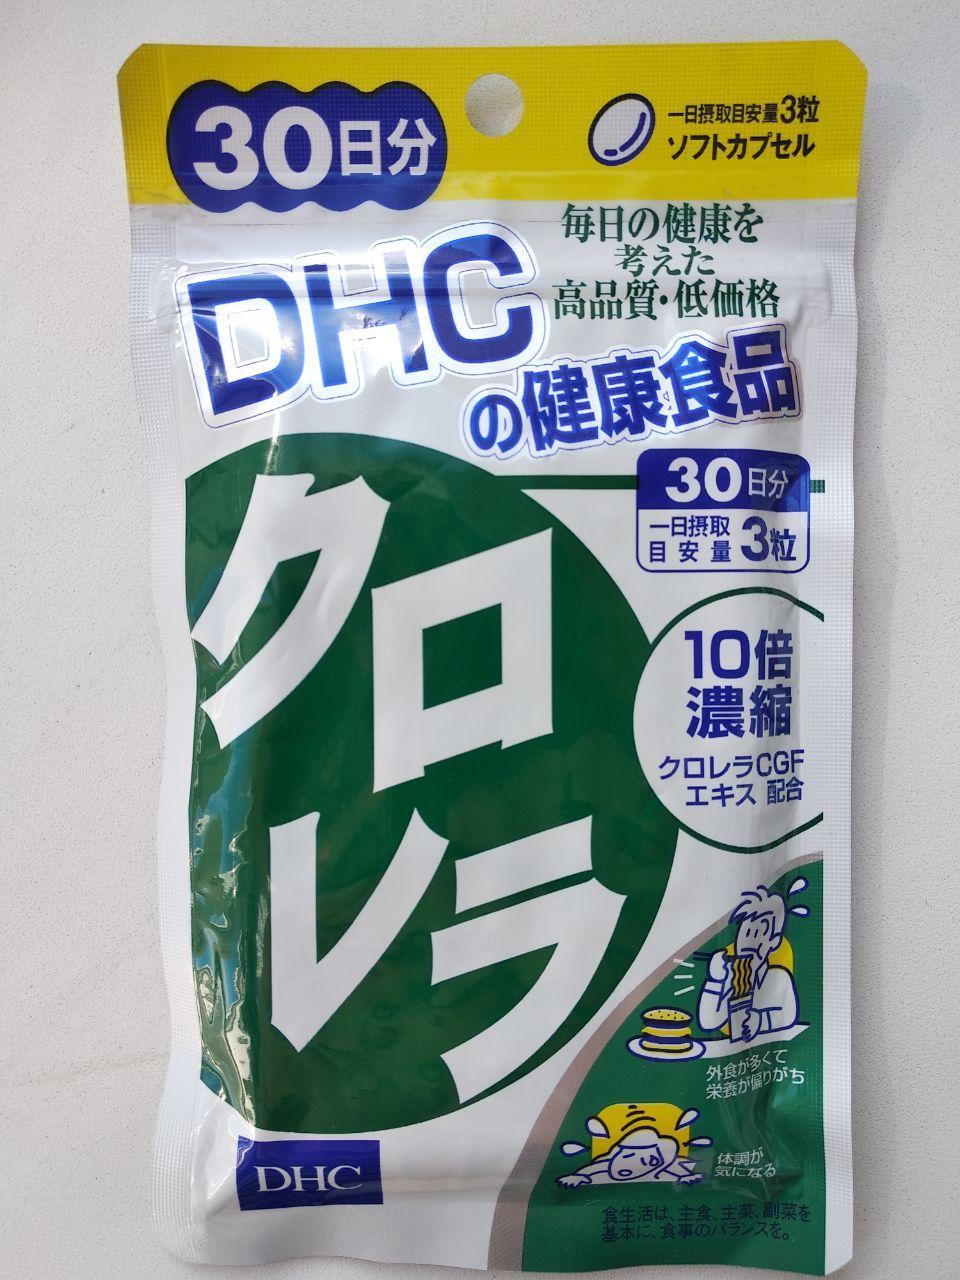 30日分
一日摂取目安量3粒
ソフトカプセル
毎日の健康を
考えた
高品質・低価格
DHC
の健康食品
30日分
一日摂取
目安量 3粒
クロ
レラ
10倍
濃縮
クロレラCGF
エキス 配合
外食が多くて
栄養が偏りがち
体調が
気になる
DHC
食生活は、主食、主菜、副菜を
基本に、食事のバランスを。